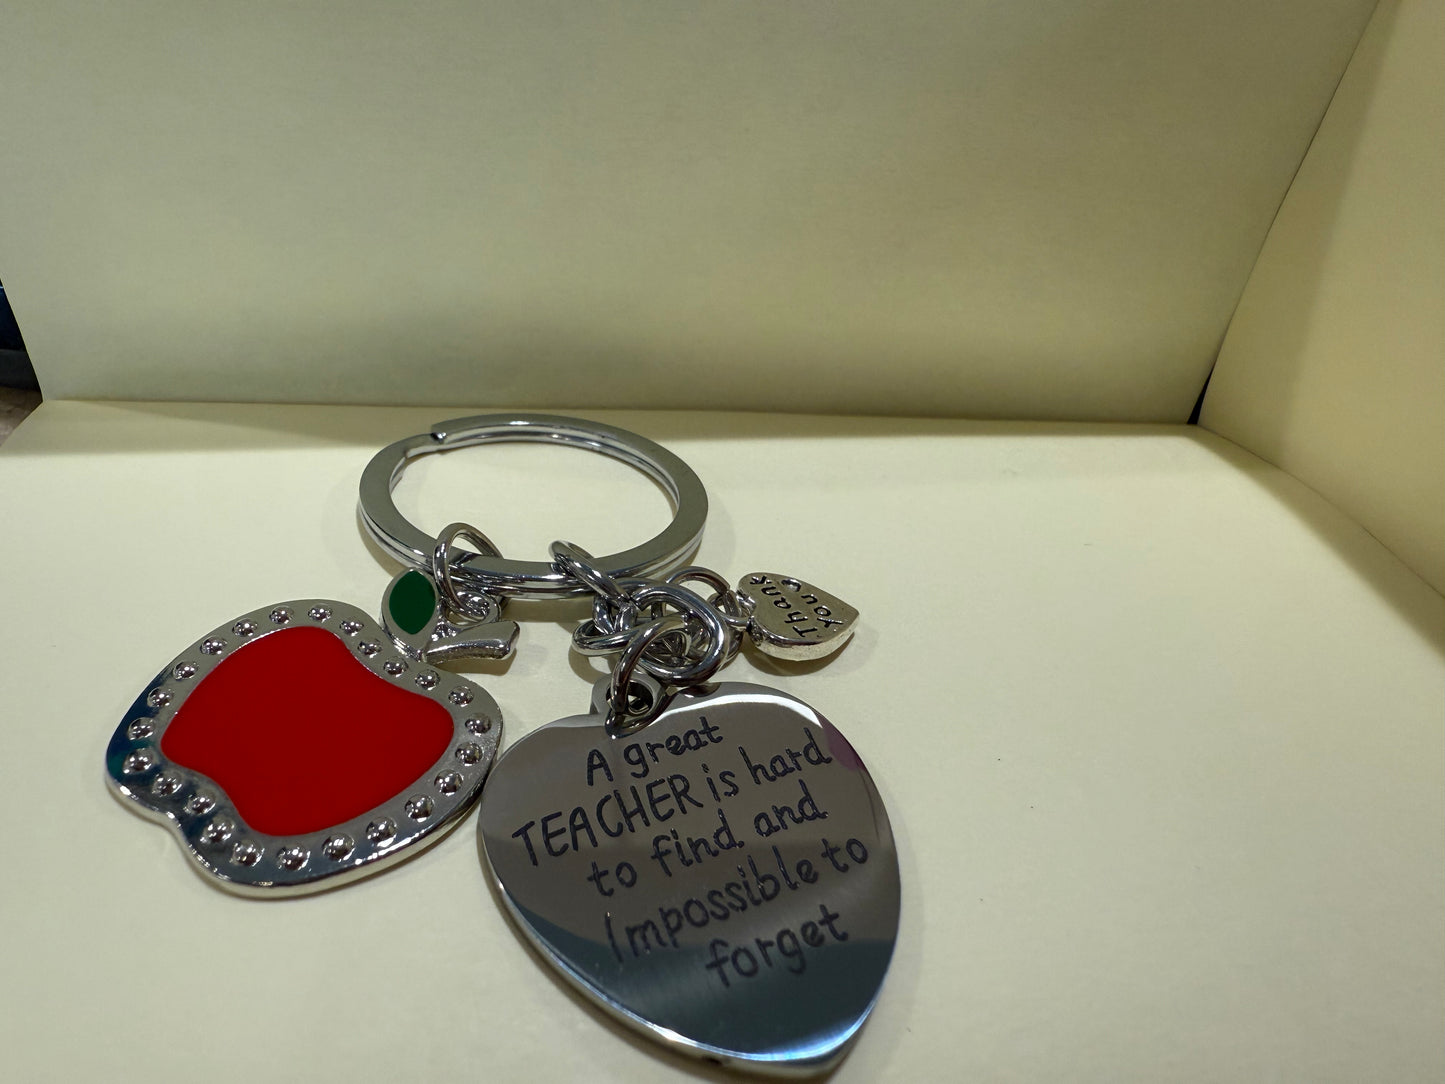 Thank
You
A great
TEACHER is hard
to find and
Impossible to
forget